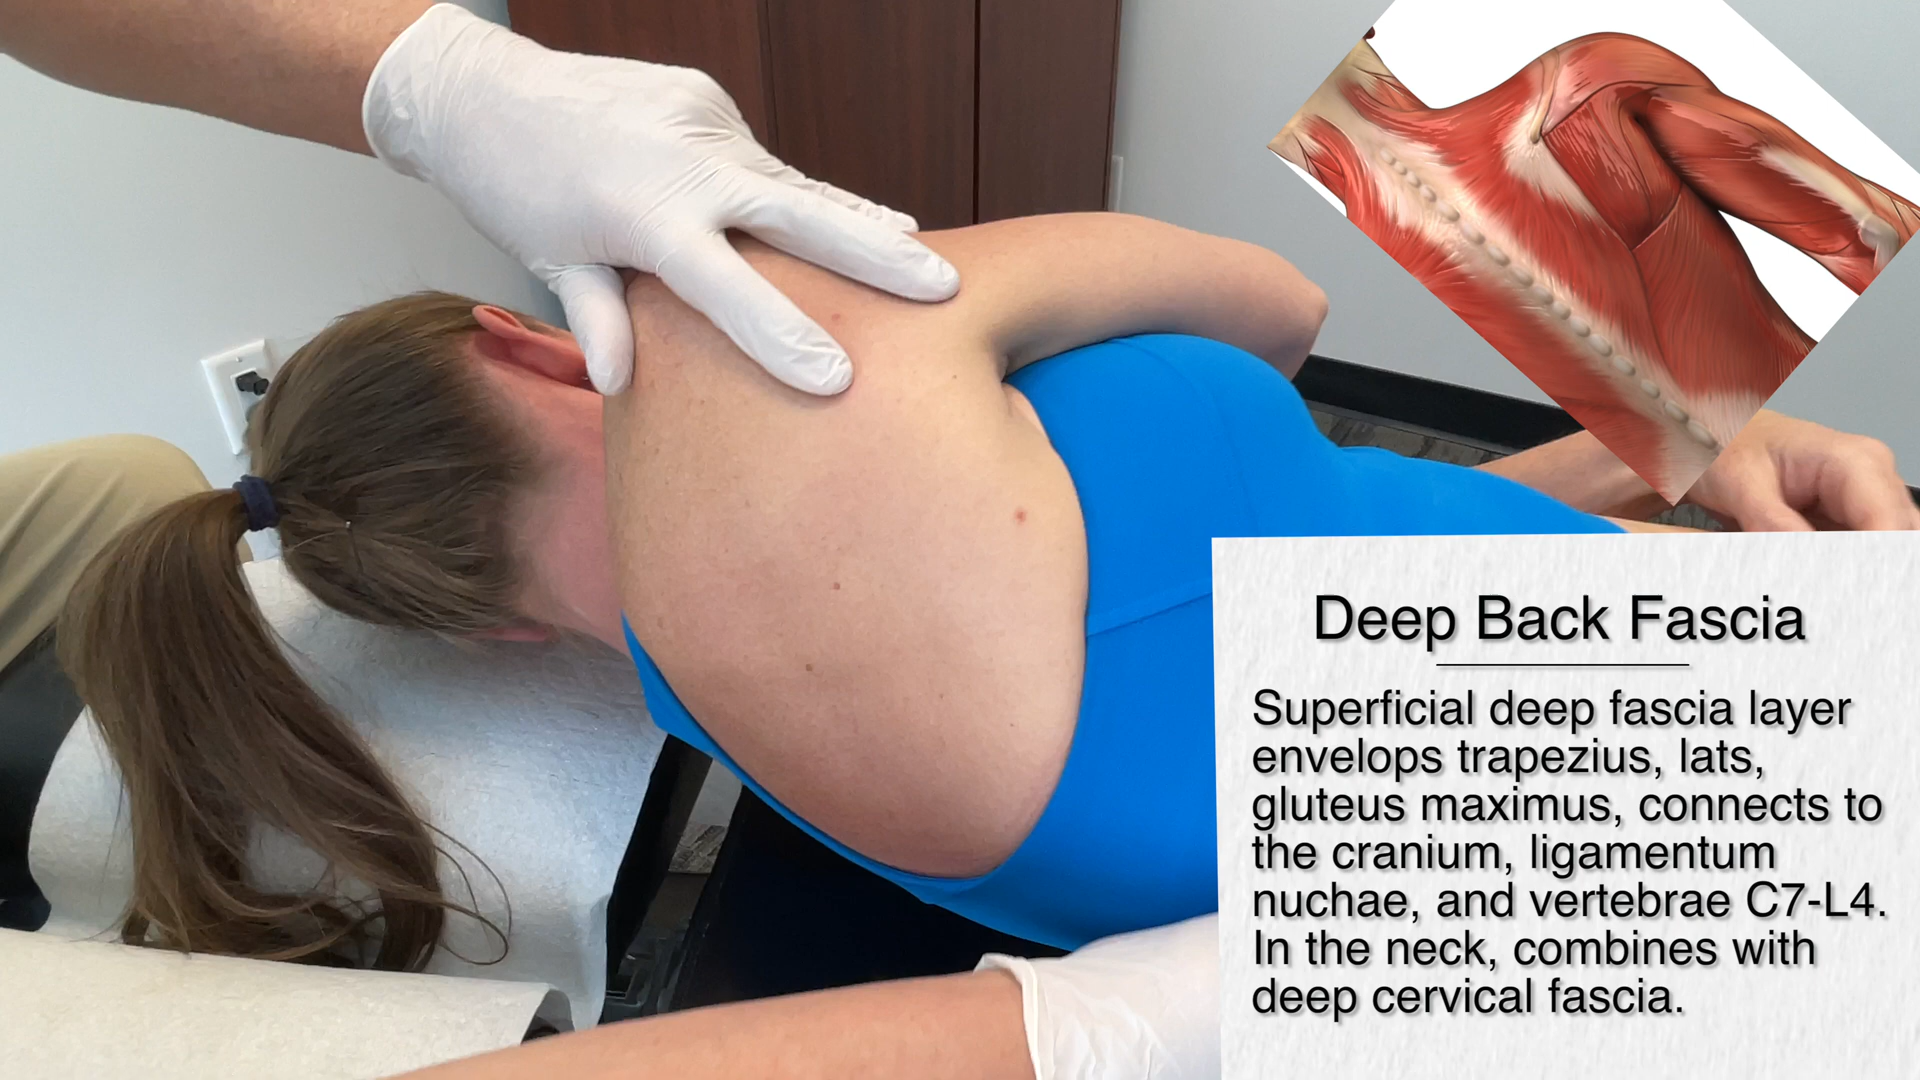 Deep Back Fascia
Superficial deep fascia layer
envelops trapezius, lats,
gluteus maximus, connects to
the cranium, ligamentum
nuchae, and vertebrae C7-L4.
In the neck, combines with
deep cervical fascia.